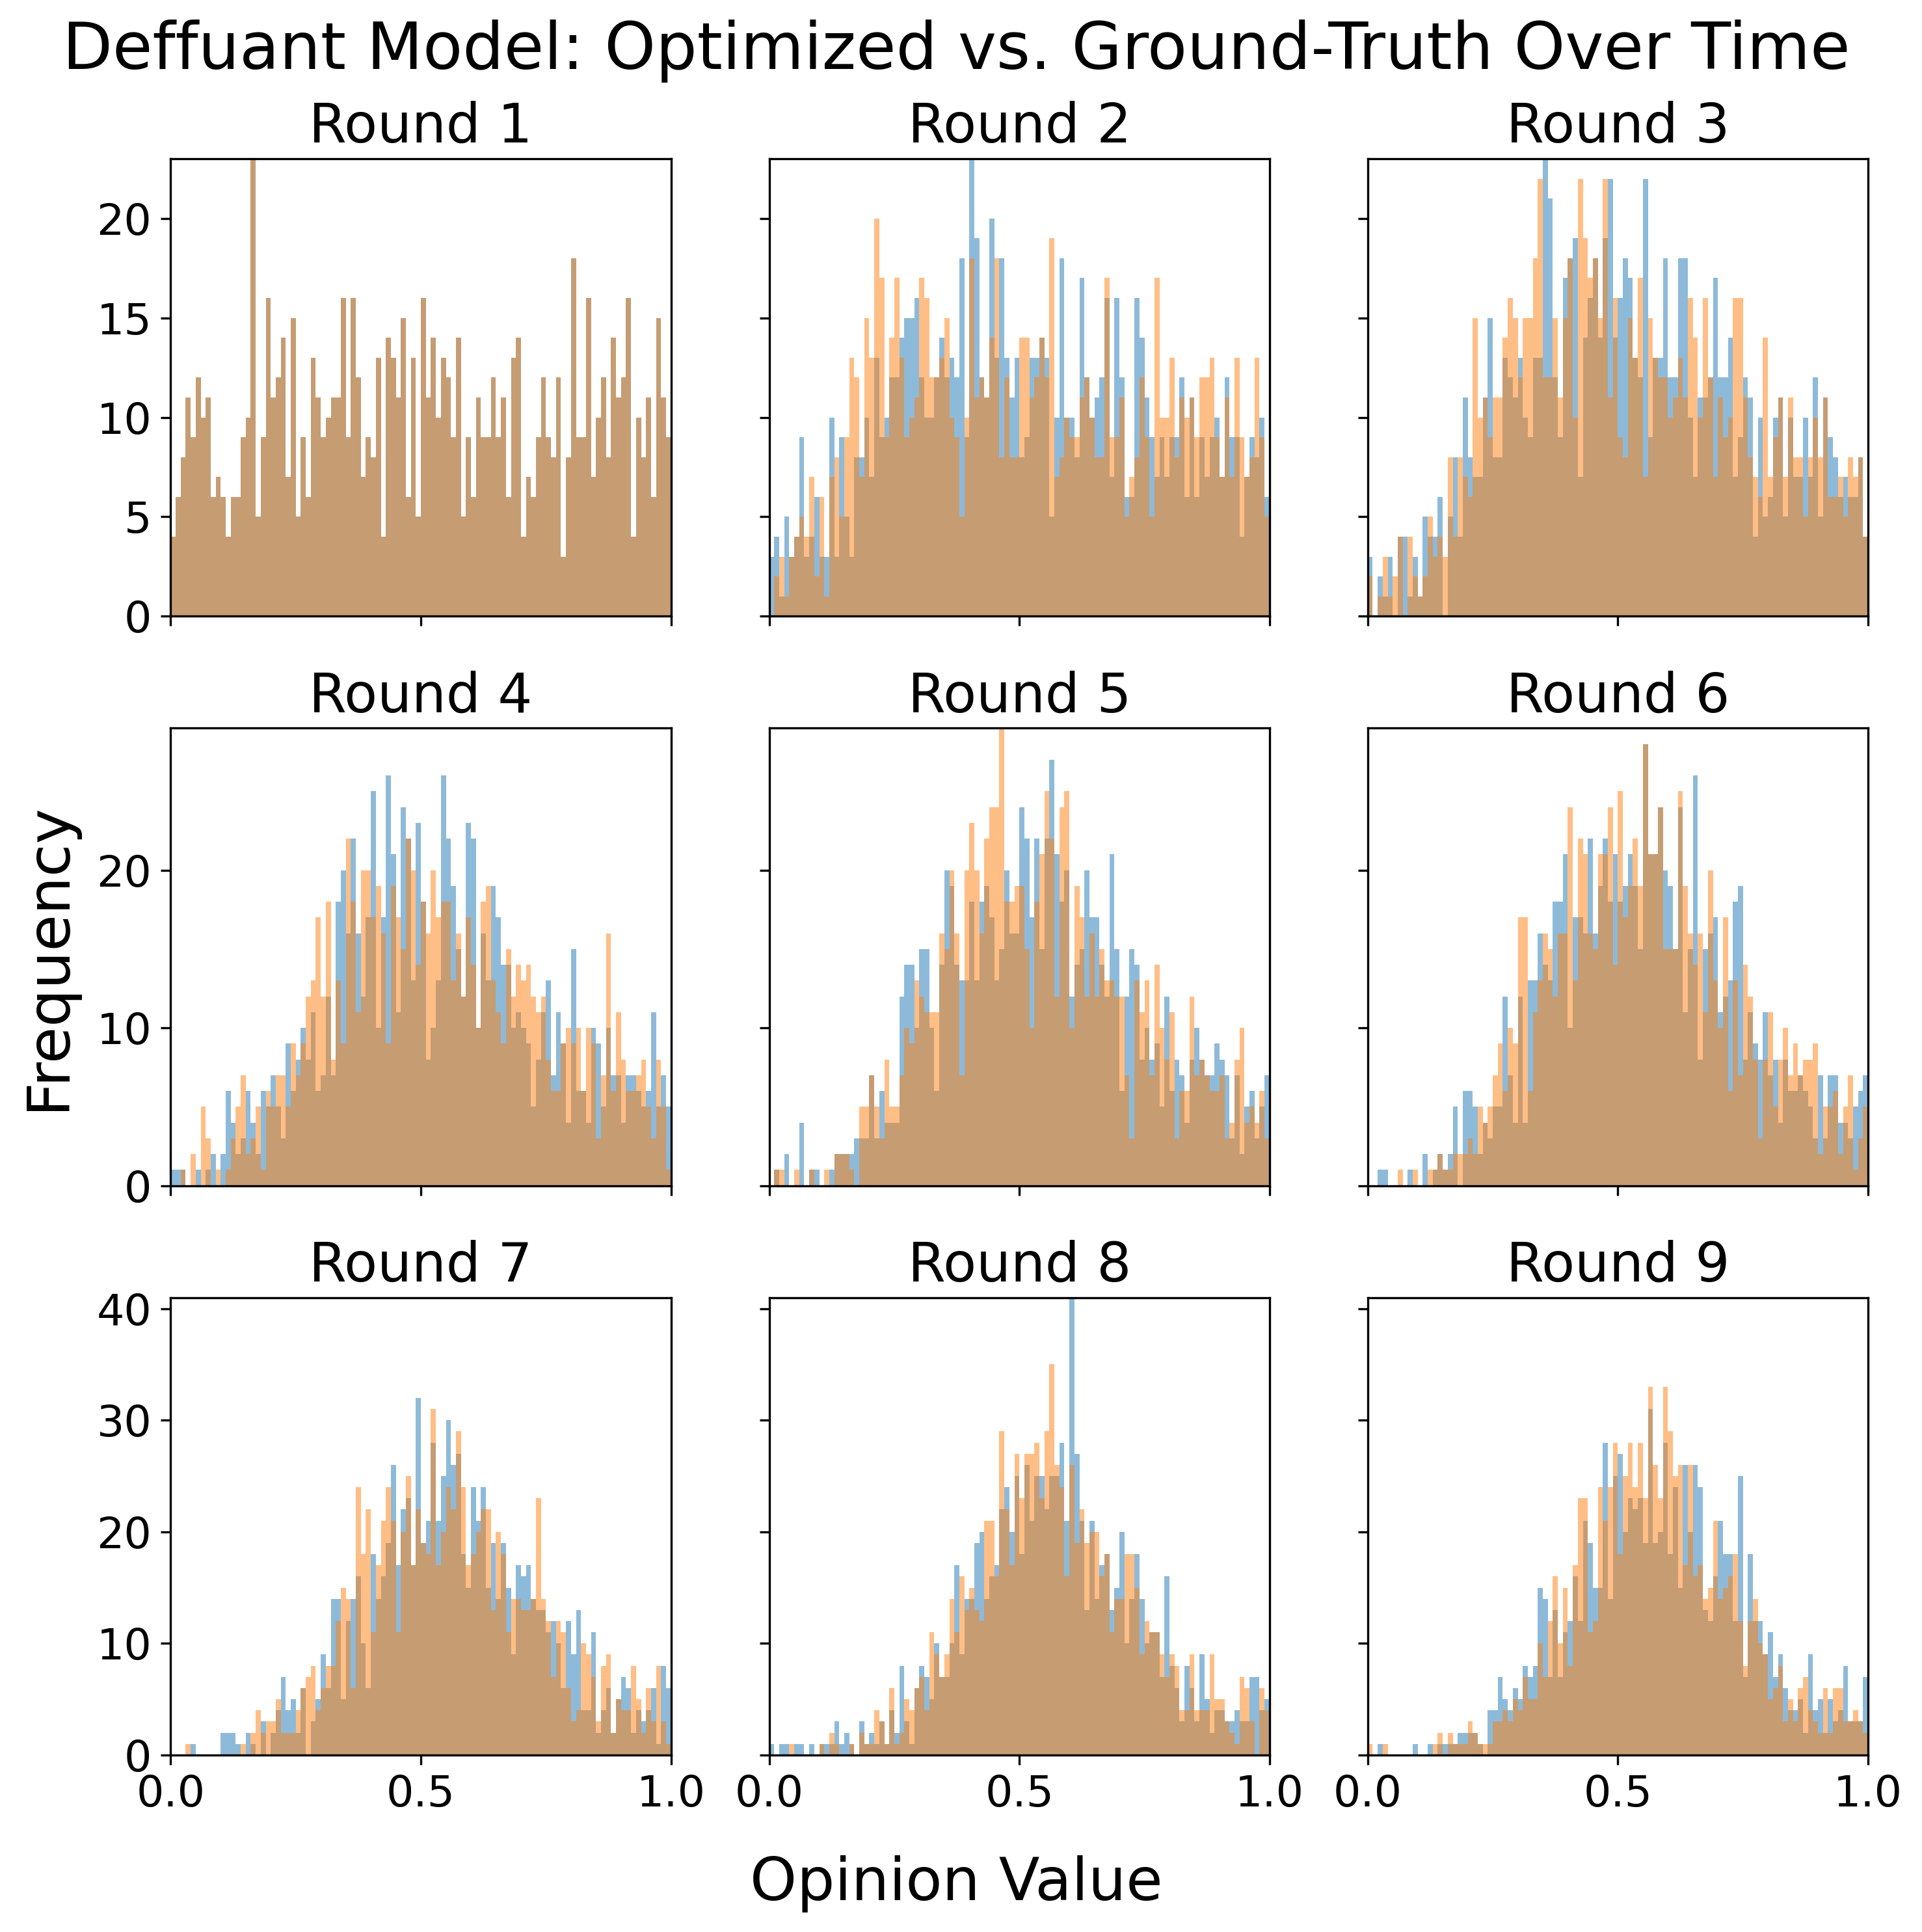 Deffuant Model: Optimized vs. Ground-Truth Over Time
Round 1
Round 2
Round 3
20
15
10
5
0
Round 4
Round 5
Round 6
Frequency
20
10
0
Round 7
Round 8
Round 9
40
30
20
10
0
0.0 0.5 1.0
0.0 0.5 1.0
0.0 0.5 1.0
Opinion Value